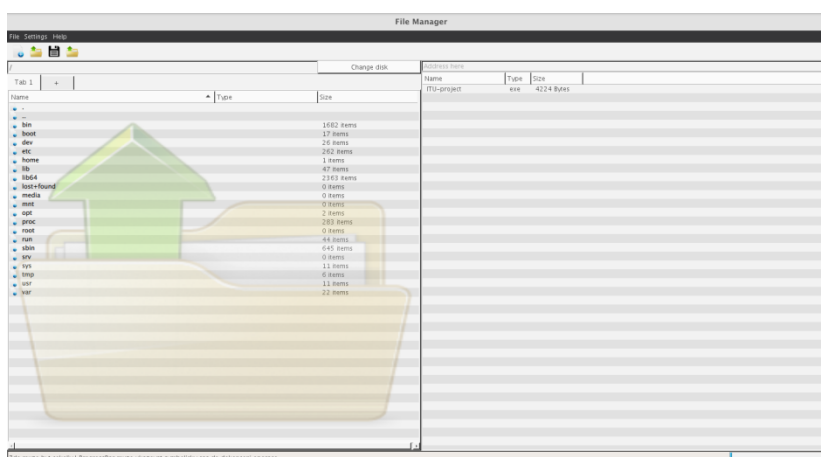 File Manager
File Settings Help
/ Change disk
Address here
Tab 1 +
Name Type Size
Name Type Size
ITU-project exe 4224 Bytes
.
..
bin 1682 items
boot 17 items
dev 26 items
etc 262 items
home 1 items
lib 47 items
lib64 2363 items
lost+found 0 items
media 0 items
mnt 0 items
opt 2 items
proc 283 items
root 0 items
run 44 items
sbin 645 items
srv 0 items
sys 11 items
tmp 6 items
usr 11 items
var 22 items